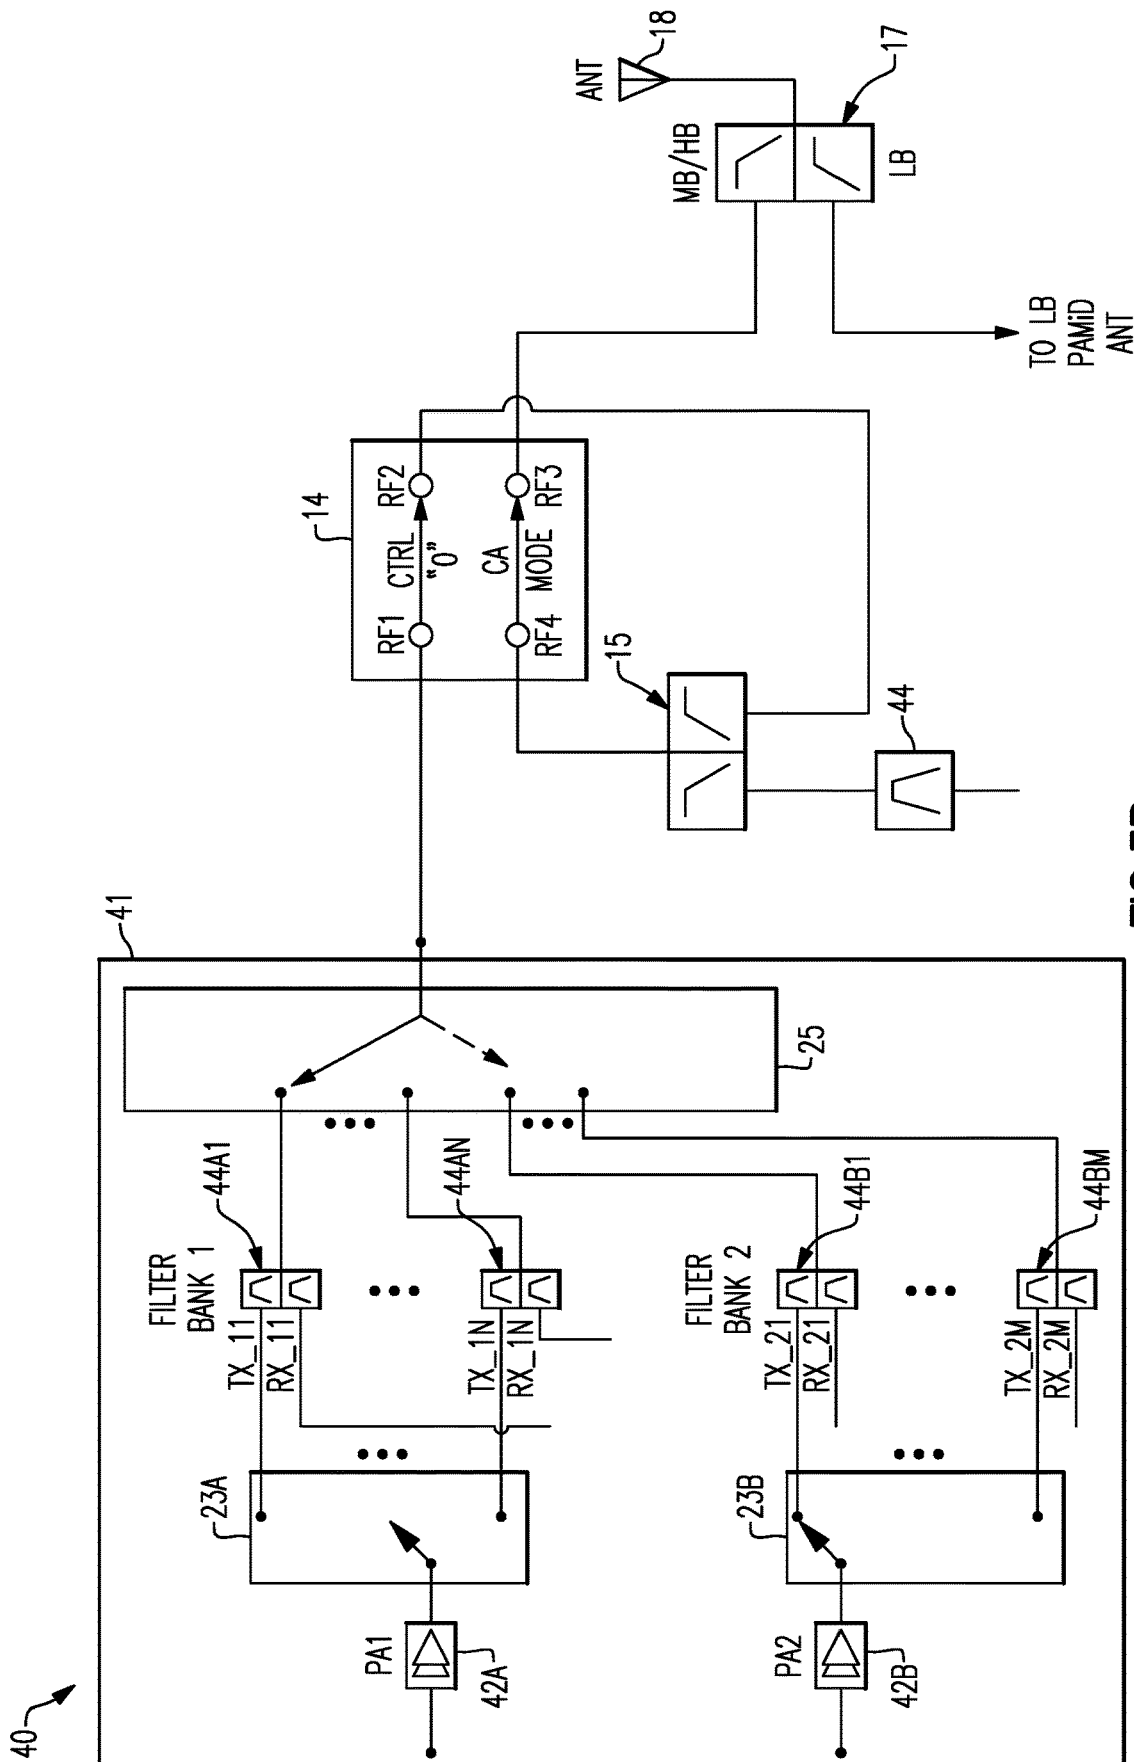 40
41
PA1
42A
23A
FILTER
BANK 1
TX_11
RX_11
44A1
TX_1N
RX_1N
44AN
PA2
42B
23B
FILTER
BANK 2
TX_21
RX_21
44B1
TX_2M
RX_2M
44BM
25
14
RF1
CTRL
"0"
RF2
RF4
CA
MODE
RF3
15
44
ANT
18
MB/HB
17
LB
TO LB
PAMiD
ANT